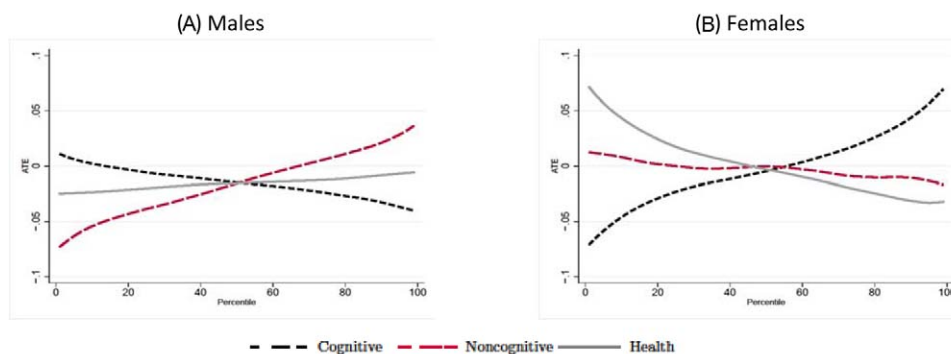 (A) Males
(B) Females
.1
.05
0
-.05
-.1
ATE
0 20 40 60 80 100
Percentile
.1
.05
0
-.05
-.1
ATE
0 20 40 60 80 100
Percentile
Cognitive Noncognitive Health